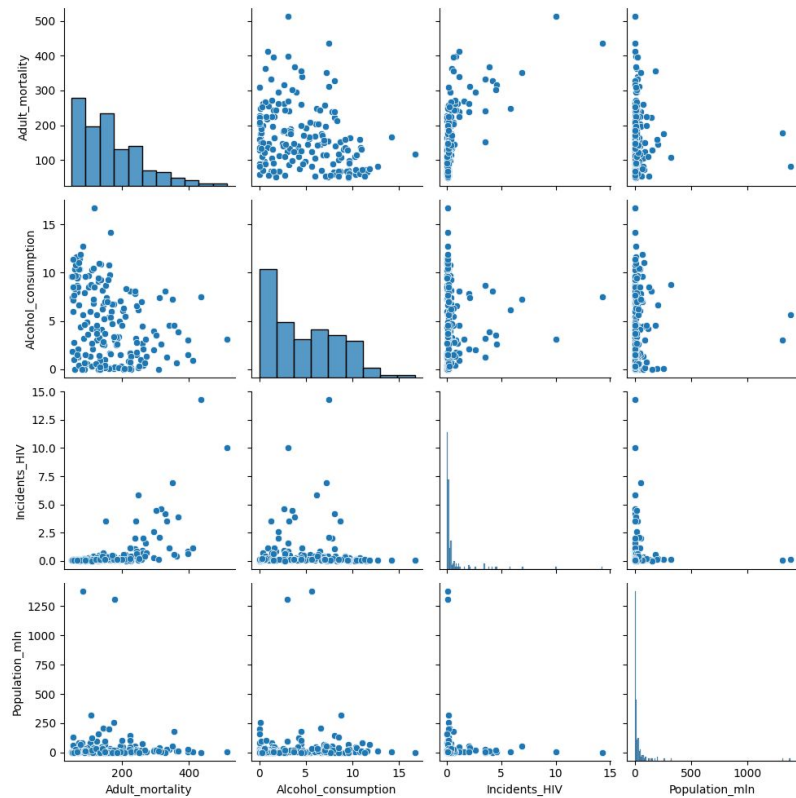 500
400
300
200
100
Adult_mortality
15
10
5
0
Alcohol_consumption
15.0
12.5
10.0
7.5
5.0
2.5
0.0
Incidents_HIV
1250
1000
750
500
250
0
Population_mln
200 400
0 5 10 15
0 5 10 15
0 500 1000
Adult_mortality Alcohol_consumption Incidents_HIV Population_mln